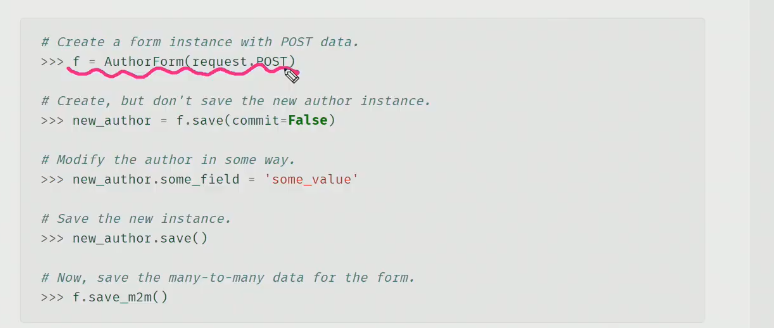 # Create a form instance with POST data.
>>> f = AuthorForm(request.POST)
# Create, but don't save the new author instance.
>>> new_author = f.save(commit=False)
# Modify the author in some way.
>>> new_author.some_field = 'some_value'
# Save the new instance.
>>> new_author.save()
# Now, save the many-to-many data for the form.
>>> f.save_m2m()